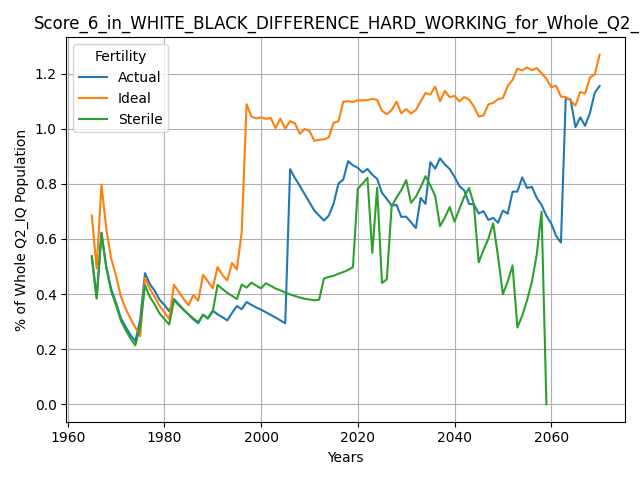 Score_6_in_WHITE_BLACK_DIFFERENCE_HARD_WORKING_for_Whole_Q2_
Fertility
Actual
Ideal
Sterile
% of Whole Q2_IQ Population
1.2
1.0
0.8
0.6
0.4
0.2
0.0
1960 1980 2000 2020 2040 2060
Years